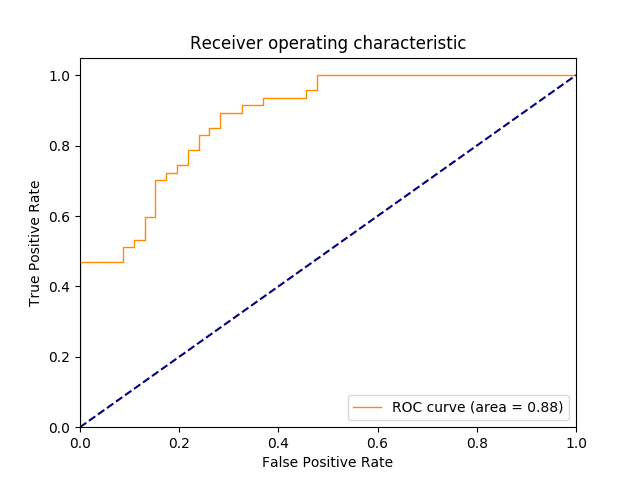 Receiver operating characteristic
1.0
0.8
0.6
0.4
0.2
0.0
True Positive Rate
ROC curve (area = 0.88)
0.0 0.2 0.4 0.6 0.8 1.0
False Positive Rate